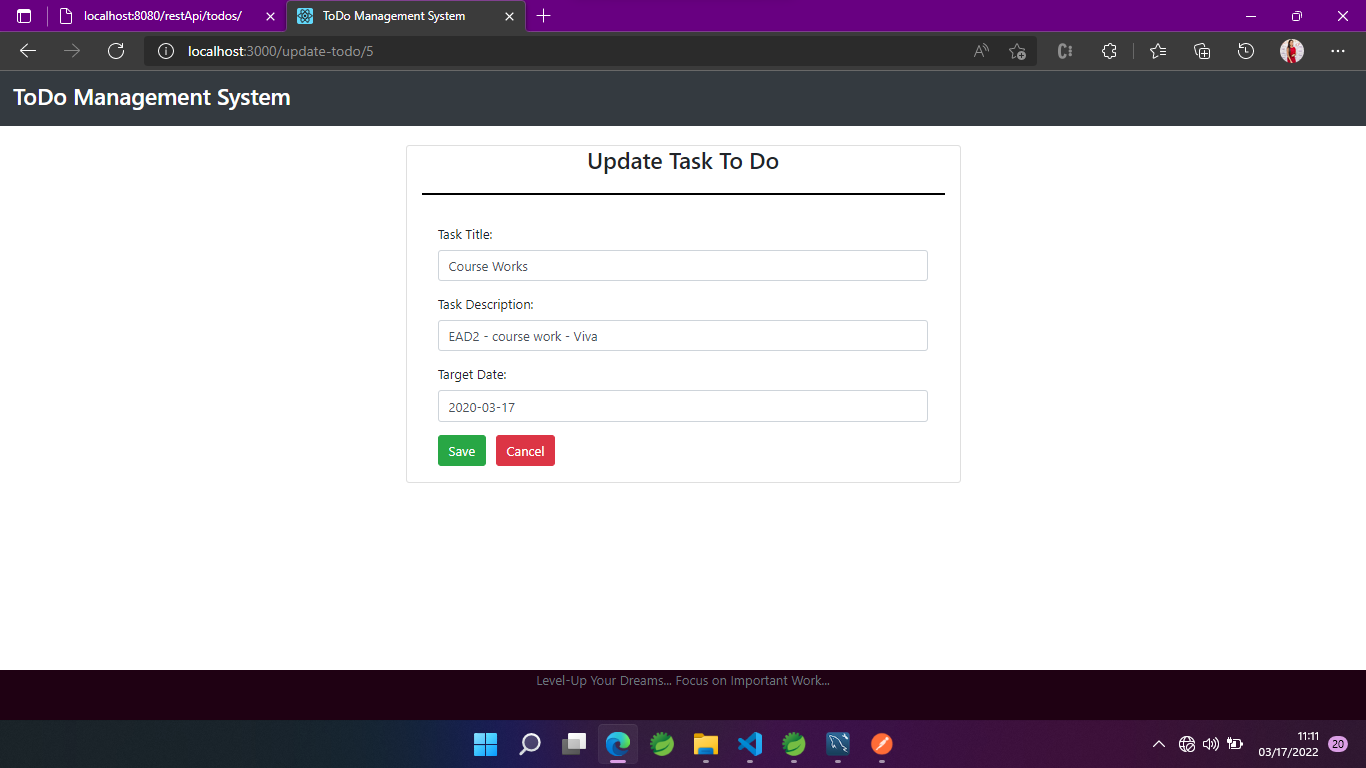 localhost:8080/restApi/todos/
ToDo Management System
localhost:3000/update-todo/5
ToDo Management System
Update Task To Do
Task Title:
Course Works
Task Description:
EAD2 - course work - Viva
Target Date:
2020-03-17
Save Cancel
Level-Up Your Dreams... Focus on Important Work...
11:11
03/17/2022
20